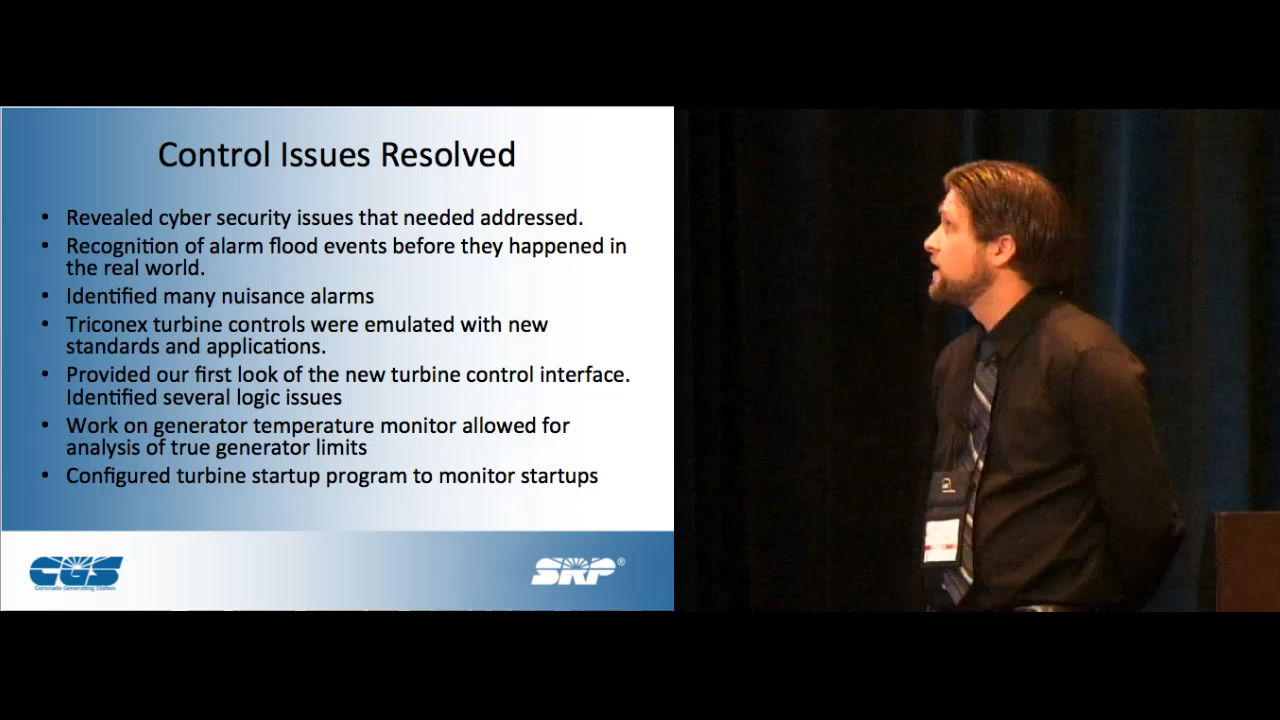 Control Issues Resolved
• Revealed cyber security issues that needed addressed.
• Recognition of alarm flood events before they happened in
the real world.
• Identified many nuisance alarms
• Triconex turbine controls were emulated with new
standards and applications.
• Provided our first look of the new turbine control interface.
Identified several logic issues
• Work on generator temperature monitor allowed for
analysis of true generator limits
• Configured turbine startup program to monitor startups
CGS
Coronado Generating Station
SRP®